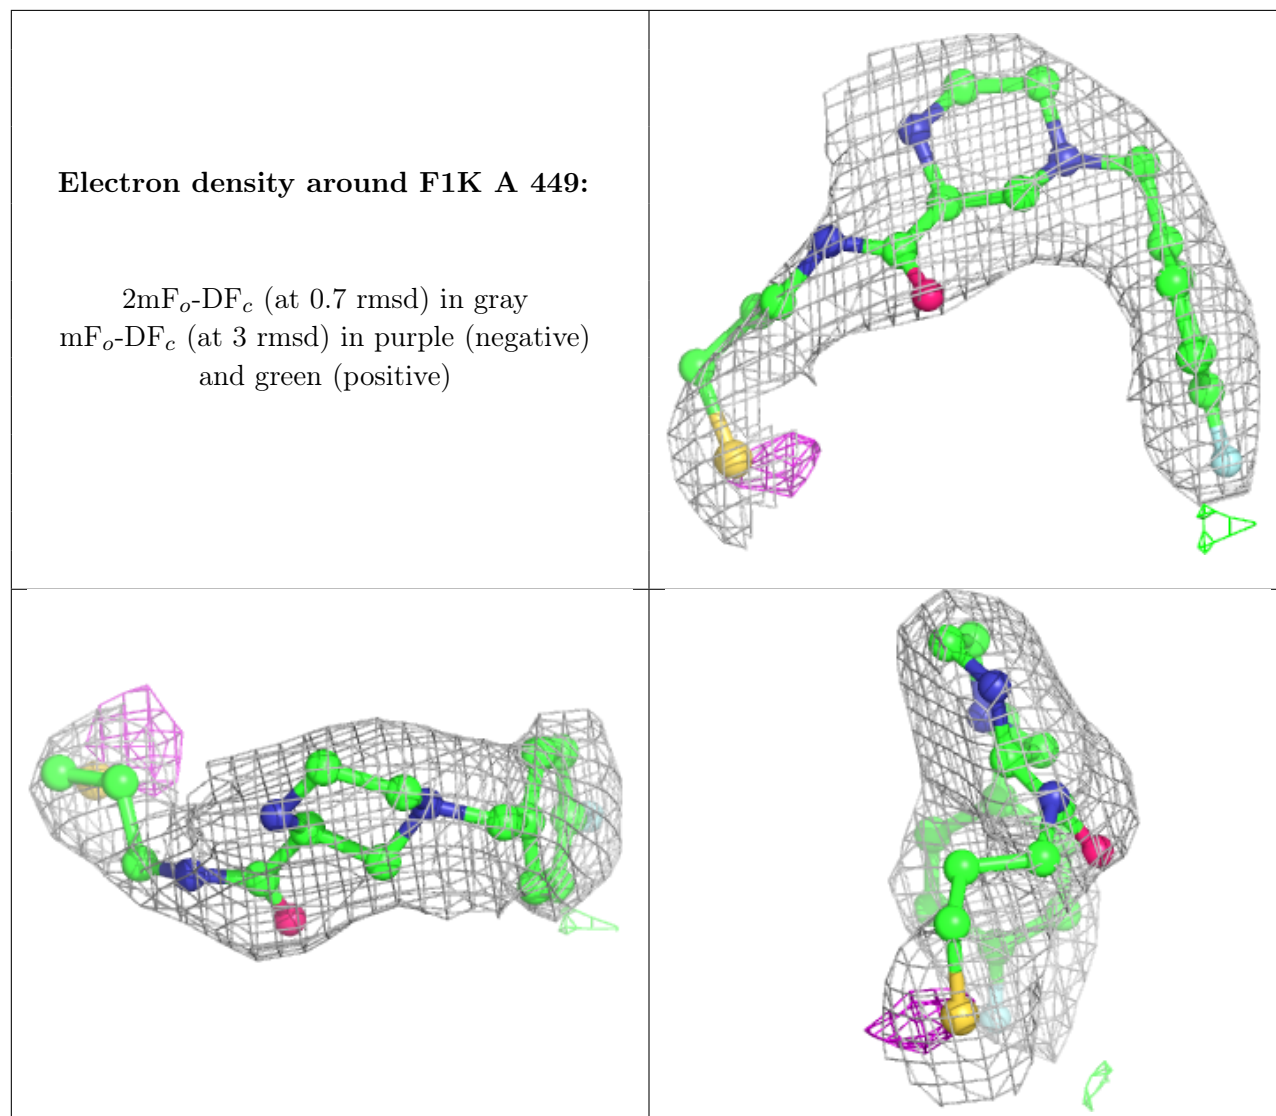 Electron density around F1K A 449:
2mFo-DFc (at 0.7 rmsd) in gray
mFo-DFc (at 3 rmsd) in purple (negative)
and green (positive)